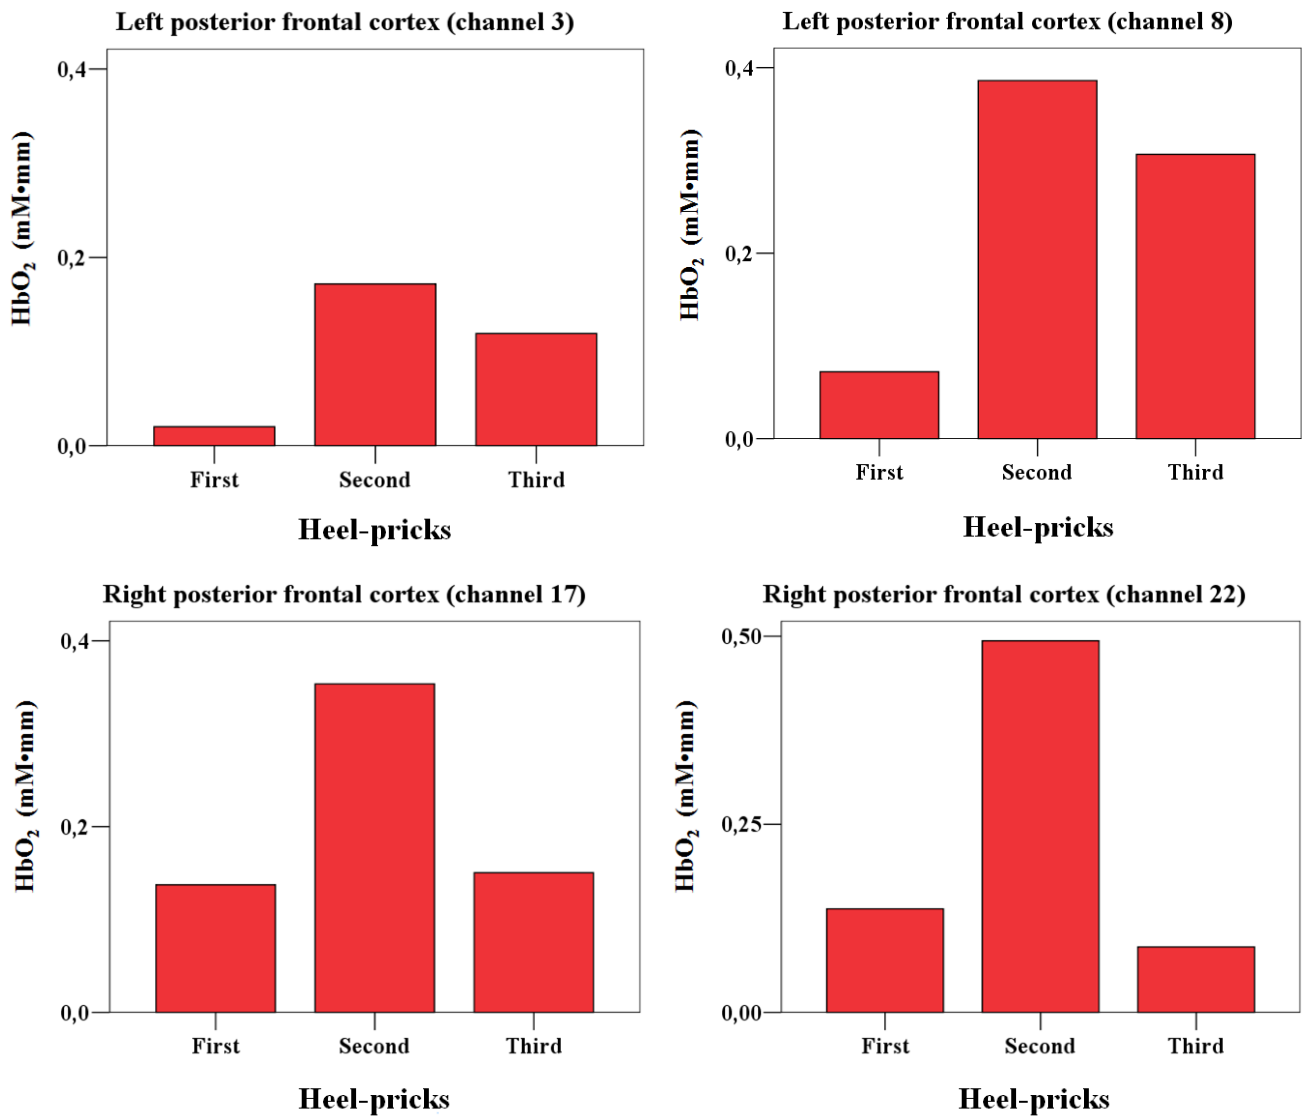 Left posterior frontal cortex (channel 3)
0,4
0,2
0,0
HbO₂ (mM•mm)
First Second Third
Heel-pricks
Left posterior frontal cortex (channel 8)
0,4
0,2
0,0
HbO₂ (mM•mm)
First Second Third
Heel-pricks
Right posterior frontal cortex (channel 17)
0,4
0,2
0,0
HbO₂ (mM•mm)
First Second Third
Heel-pricks
Right posterior frontal cortex (channel 22)
0,50
0,25
0,00
HbO₂ (mM•mm)
First Second Third
Heel-pricks